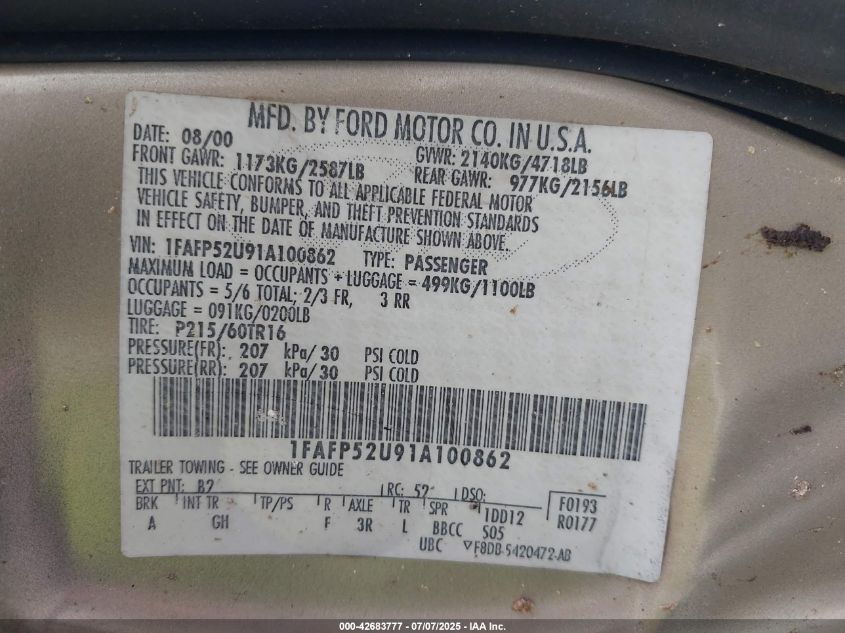 MFD. BY FORD MOTOR CO. IN U.S.A.
DATE: 08/00 GVWR: 2140KG/4718LB
FRONT GAWR: 1173KG/2587LB REAR GAWR: 977KG/2156LB
THIS VEHICLE CONFORMS TO ALL APPLICABLE FEDERAL MOTOR
VEHICLE SAFETY, BUMPER, AND THEFT PREVENTION STANDARDS
IN EFFECT ON THE DATE OF MANUFACTURE SHOWN ABOVE.
VIN: 1FAFP52U91A100862 TYPE: PASSENGER
MAXIMUM LOAD = OCCUPANTS + LUGGAGE = 499KG/1100LB
OCCUPANTS = 5/6 TOTAL; 2/3 FR, 3 RR
LUGGAGE = 091KG/0200LB
TIRE: P215/60TR16
PRESSURE(FR): 207 kPa/ 30 PSI COLD
PRESSURE(RR): 207 kPa/ 30 PSI COLD
1FAFP52U91A100862
TRAILER TOWING - SEE OWNER GUIDE
EXT PNT: B2 RC: 52 DSO: F0193
BRK INT TR TP/PS R AXLE TR SPR 1DD12 R0177
A GH F 3R L BBCC S05
UBC F8DB-5420472-AB
000-42683777 - 07/07/2025 - IAA Inc.